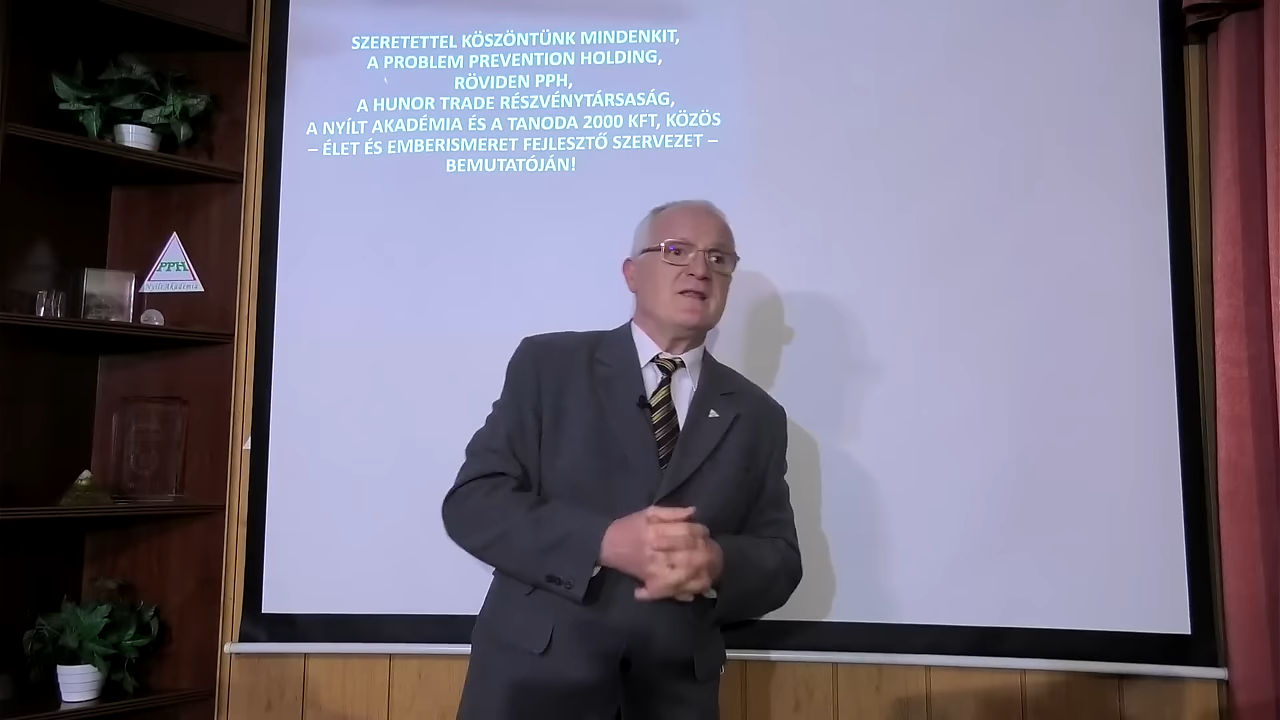 SZERETETTEL KÖSZÖNTÜNK MINDENKIT,
A PROBLEM PREVENTION HOLDING,
RÖVIDEN PPH,
A HUNOR TRADE RÉSZVÉNYTÁRSASÁG,
A NYÍLT AKADÉMIA ÉS A TANODA 2000 KFT, KÖZÖS
– ÉLET ÉS EMBERISMERET FEJLESZTŐ SZERVEZET –
BEMUTATÓJÁN!
PPH
Nyílt Akadémia